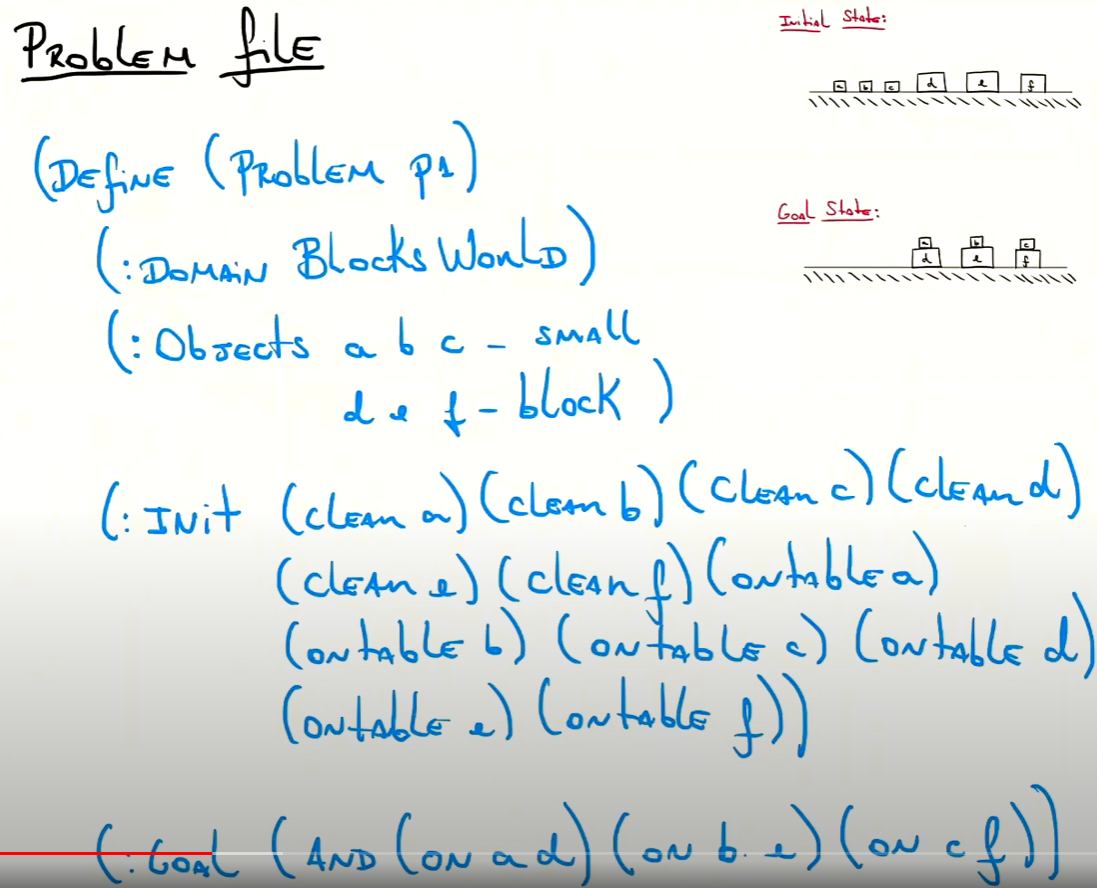 Problem file
Initial State:
a b c d e f
(Define (Problem p1)
Goal State:
a b c
d e f
(:Domain BlocksWorld)
(:Objects a b c - small
d e f - block)
(:Init (clean a) (clean b) (clean c) (clean d)
(clean e) (clean f) (ontable a)
(ontable b) (ontable c) (ontable d)
(ontable e) (ontable f))
(:Goal (AND (on a d) (on b e) (on c f))